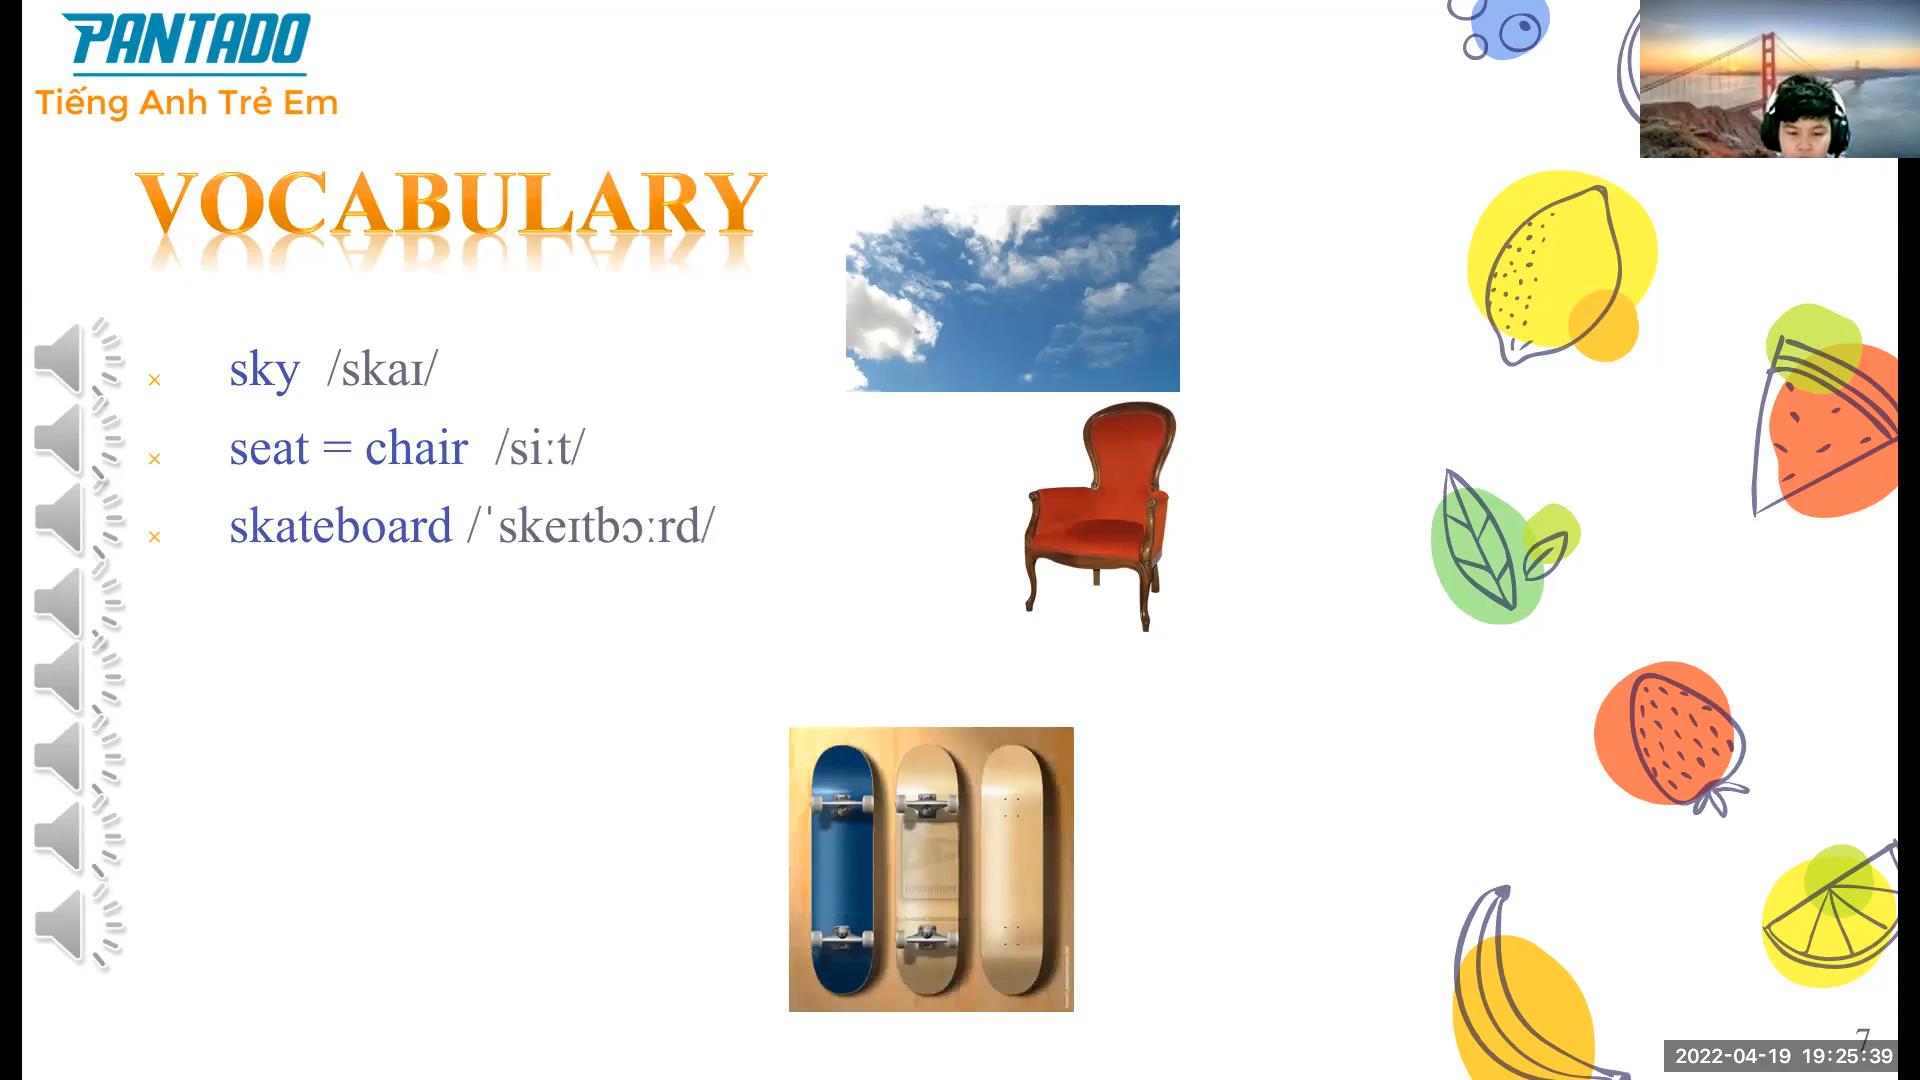 PANTADO
Tiếng Anh Trẻ Em
VOCABULARY
× sky /skaɪ/
× seat = chair /siːt/
× skateboard /ˈskeɪtbɔːrd/
7
2022-04-19 19:25:39